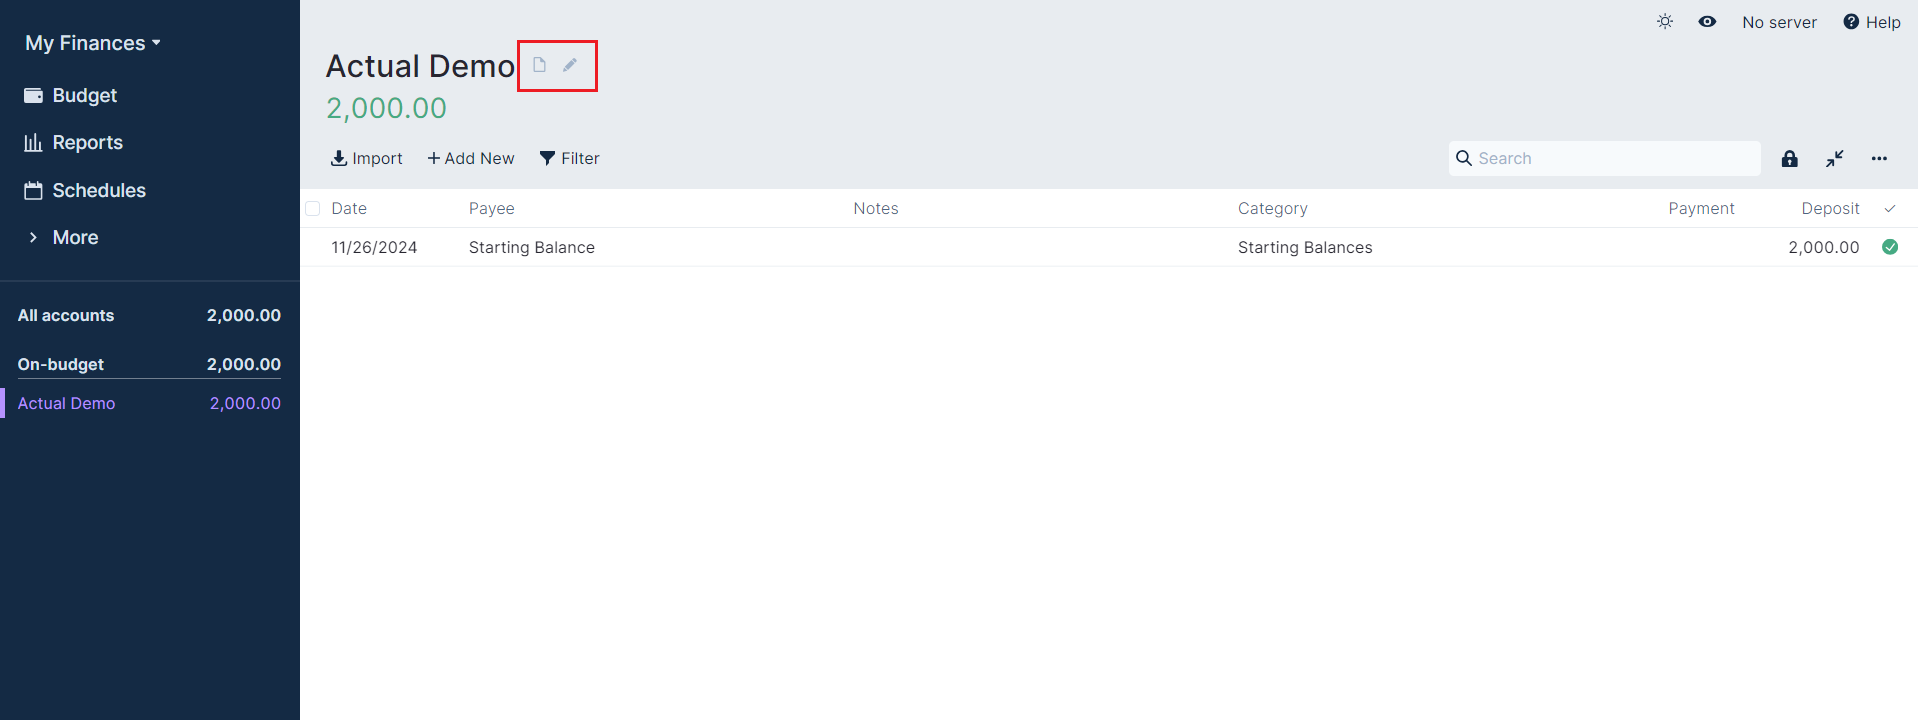 My Finances
Budget
Reports
Schedules
More
All accounts 2,000.00
On-budget 2,000.00
Actual Demo 2,000.00
No server Help
Actual Demo
2,000.00
Import Add New Filter Search
Date Payee Notes Category Payment Deposit
11/26/2024 Starting Balance Starting Balances 2,000.00